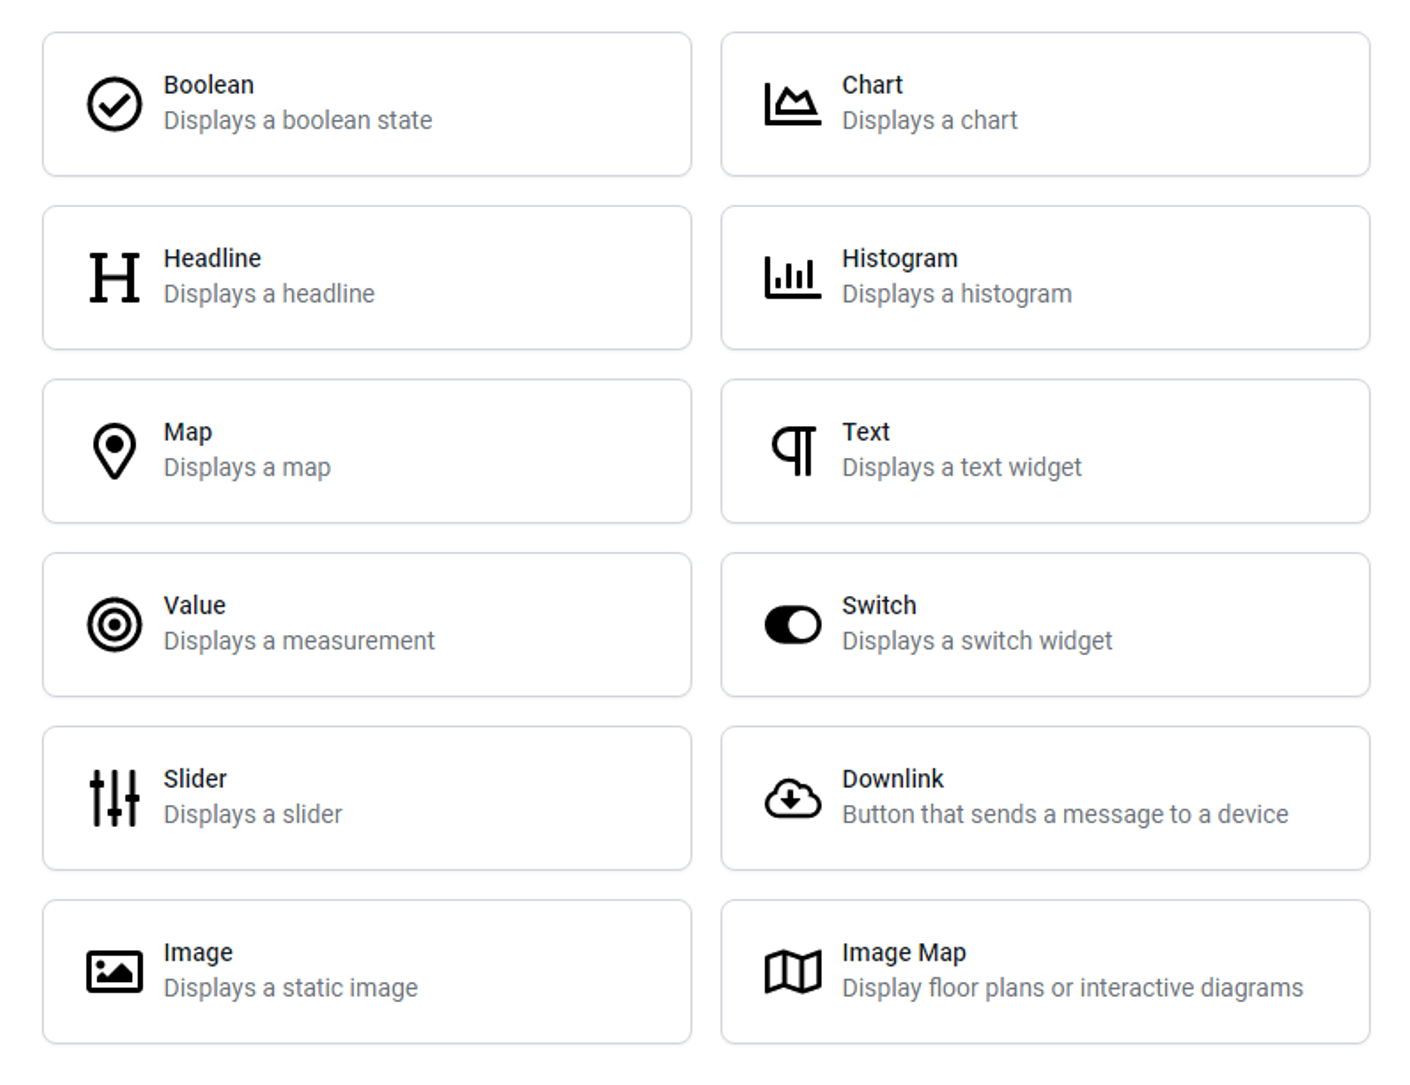 Boolean
Displays a boolean state
Chart
Displays a chart
Headline
Displays a headline
Histogram
Displays a histogram
Map
Displays a map
Text
Displays a text widget
Value
Displays a measurement
Switch
Displays a switch widget
Slider
Displays a slider
Downlink
Button that sends a message to a device
Image
Displays a static image
Image Map
Display floor plans or interactive diagrams